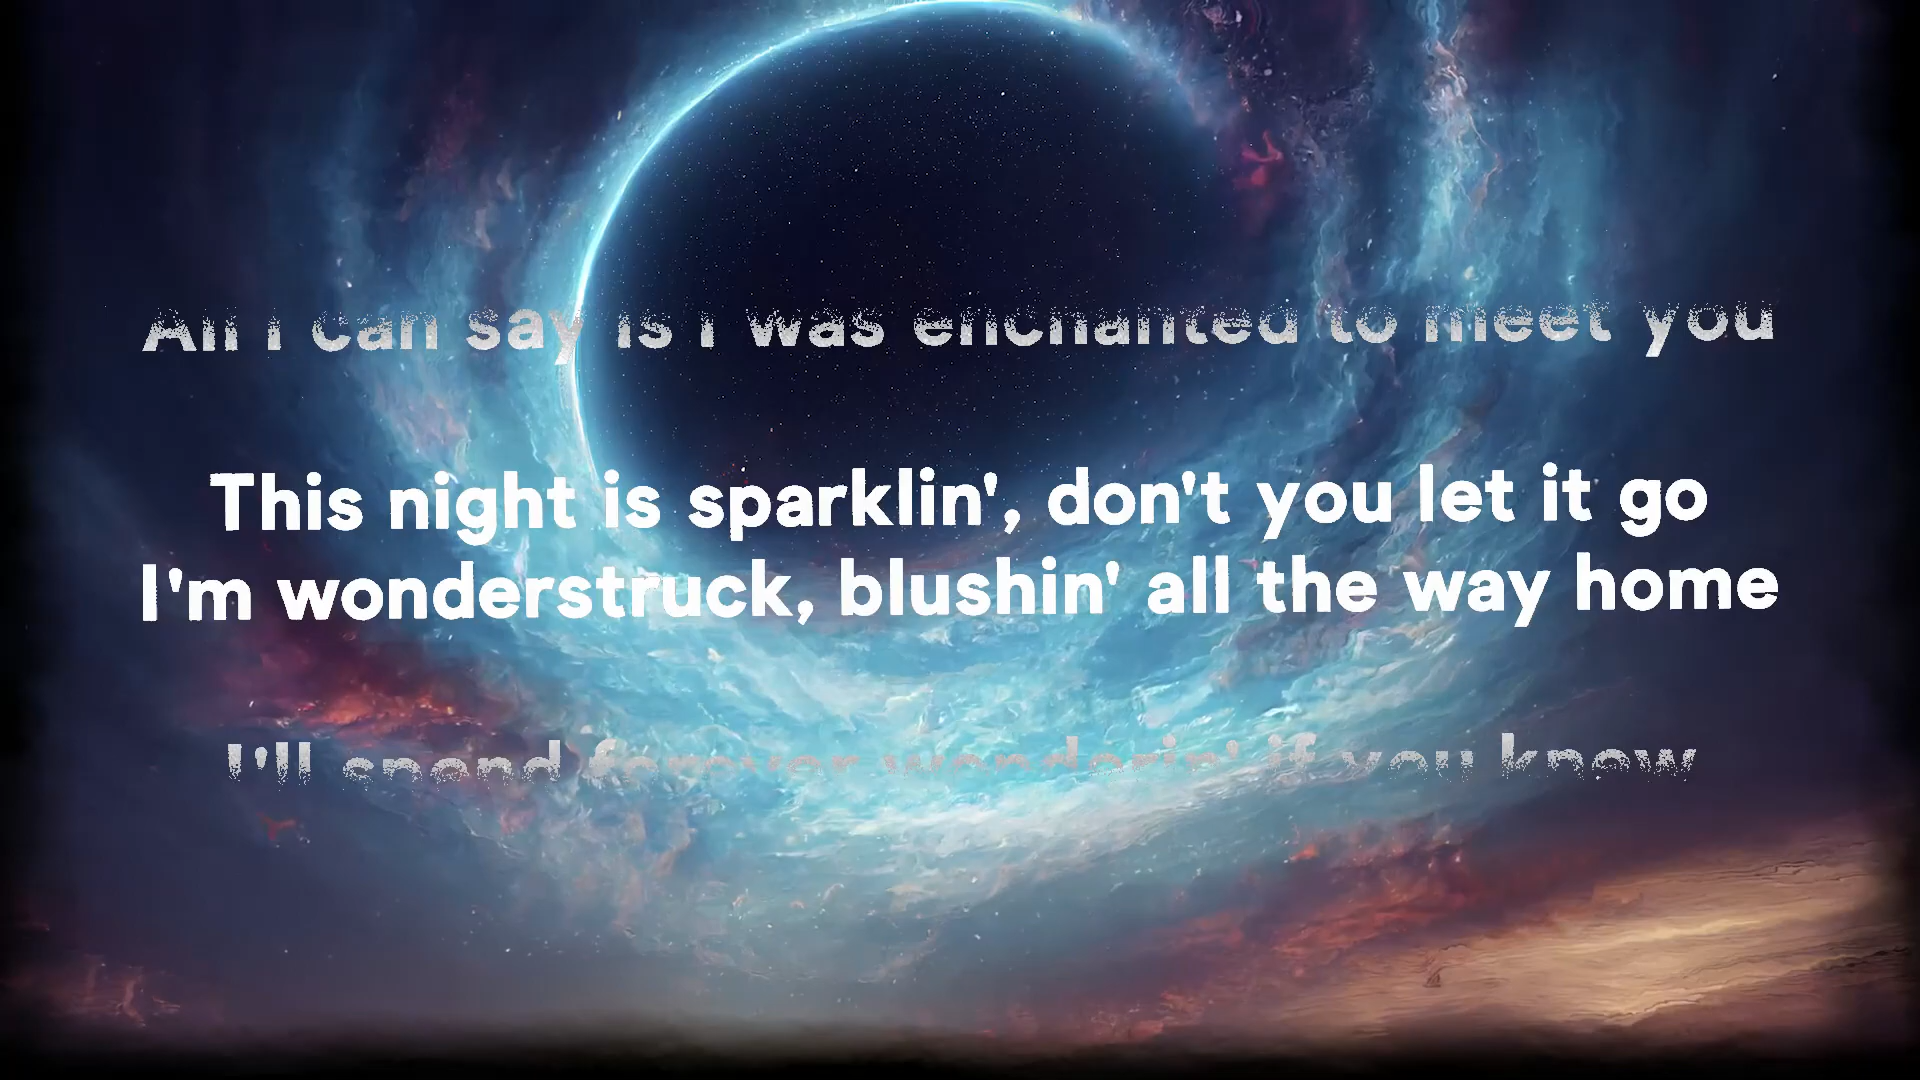 All I can say is I was enchanted to meet you
This night is sparklin', don't you let it go
I'm wonderstruck, blushin' all the way home
I'll spend forever wonderin' if you knew